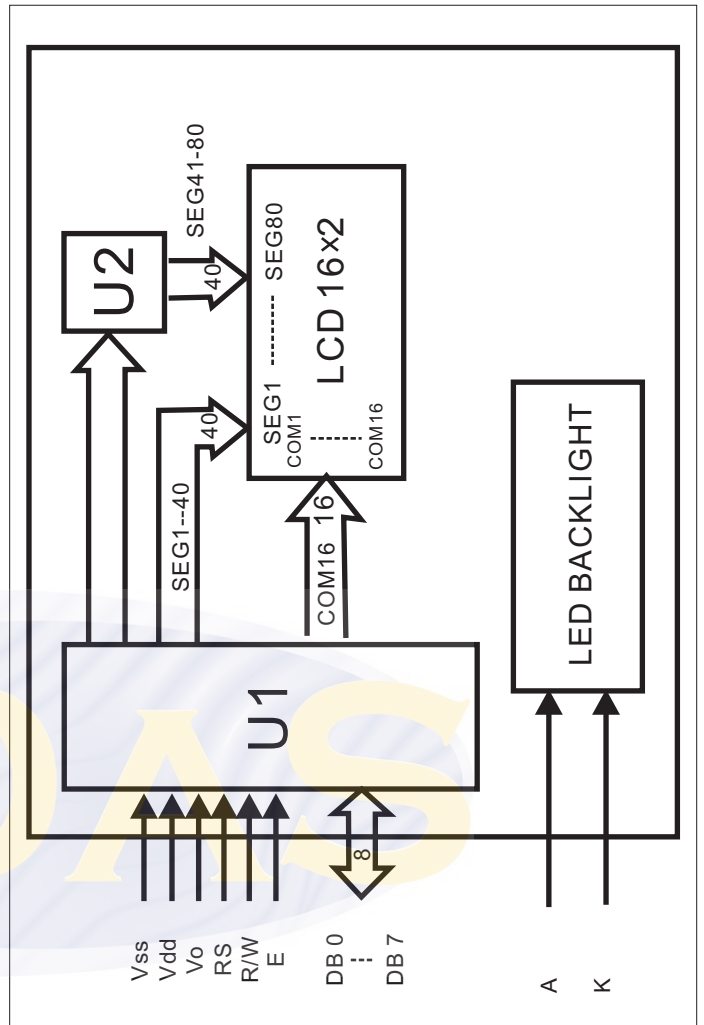 Vss
Vdd
Vo
RS
R/W
E
DB 0
DB 7
A
K
8
U1
U2
SEG1--40
40
SEG41-80
40
COM16
16
SEG1 -------- SEG80
COM1
COM16
LCD 16×2
LED BACKLIGHT
DAS